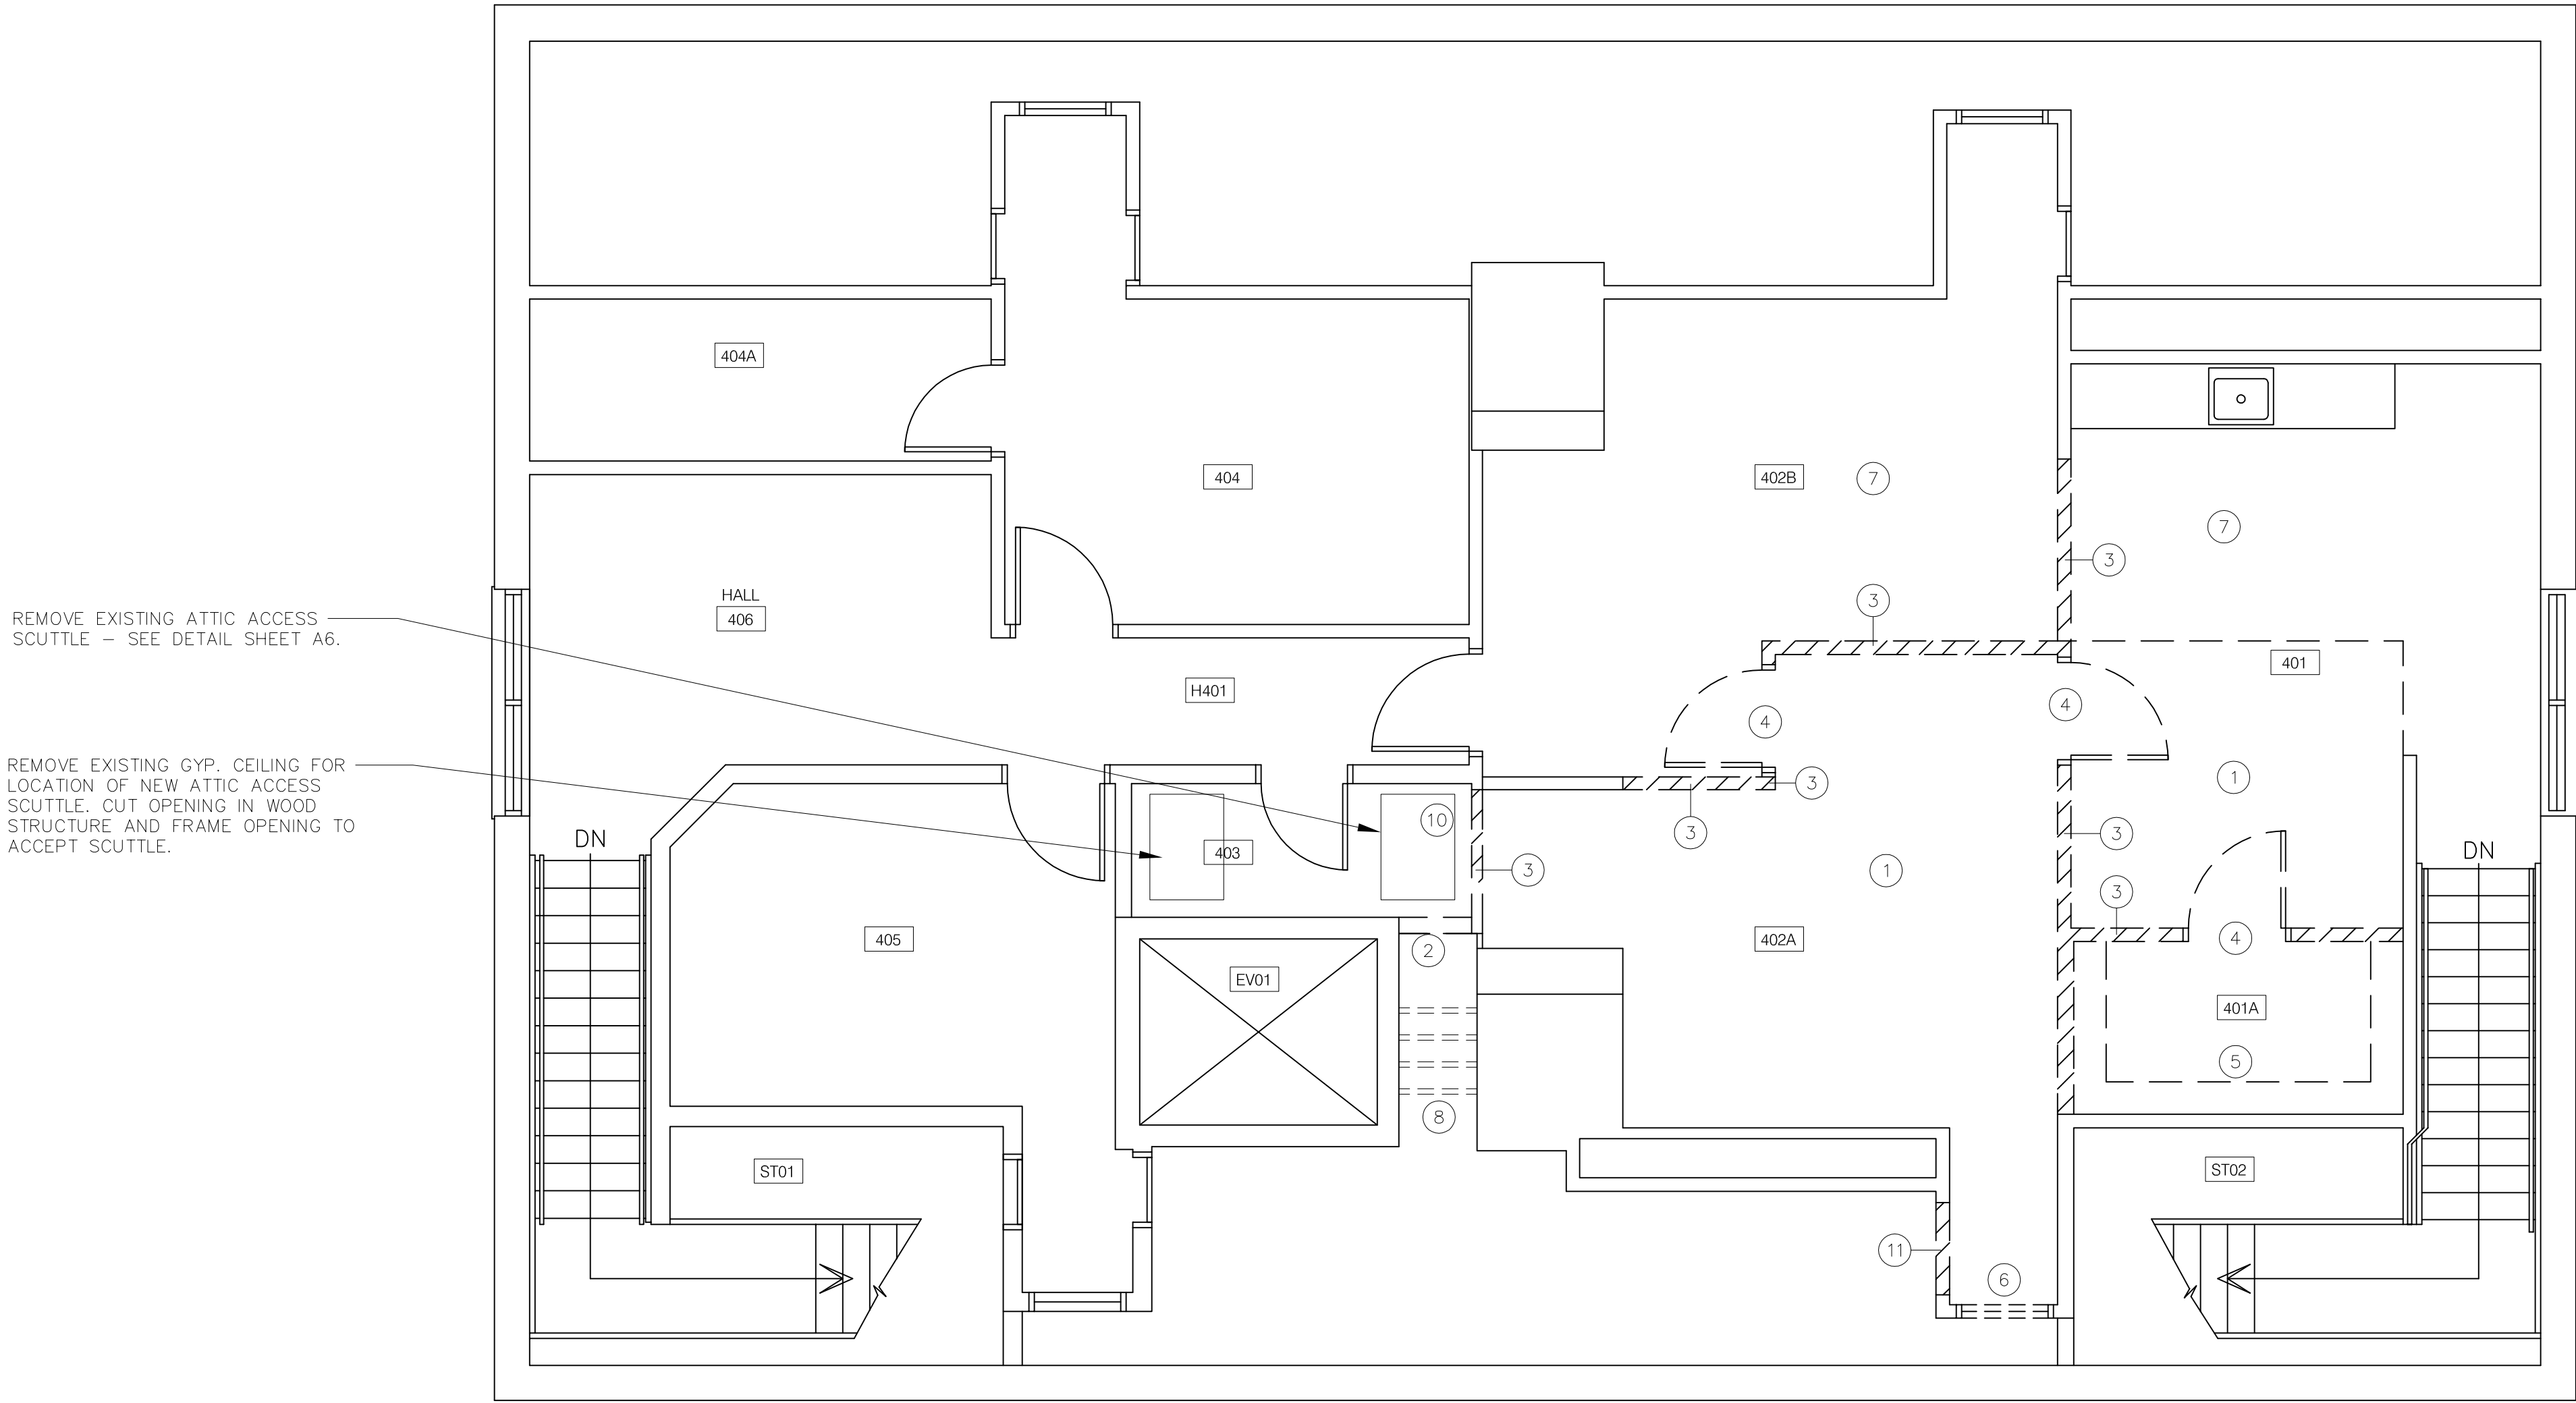 404A
404
402B
7
7
3
HALL
406
3
REMOVE EXISTING ATTIC ACCESS
SCUTTLE – SEE DETAIL SHEET A6.
401
H401
4
4
REMOVE EXISTING GYP. CEILING FOR
LOCATION OF NEW ATTIC ACCESS
SCUTTLE. CUT OPENING IN WOOD
STRUCTURE AND FRAME OPENING TO
ACCEPT SCUTTLE.
3
1
10
3
3
DN
403
DN
3
1
3
405
402A
4
2
EV01
401A
5
8
ST01
ST02
11
6